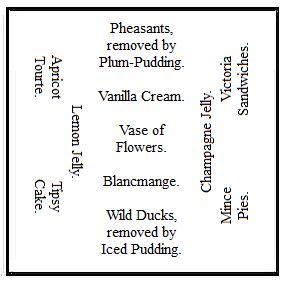 Pheasants,
removed by
Plum-Pudding.
Vanilla Cream.
Vase of
Flowers.
Blancmange.
Wild Ducks,
removed by
Iced Pudding.
Apricot
Tourte.
Lemon Jelly.
Tipsy
Cake.
Victoria
Sandwiches.
Champagne Jelly.
Mince
Pies.